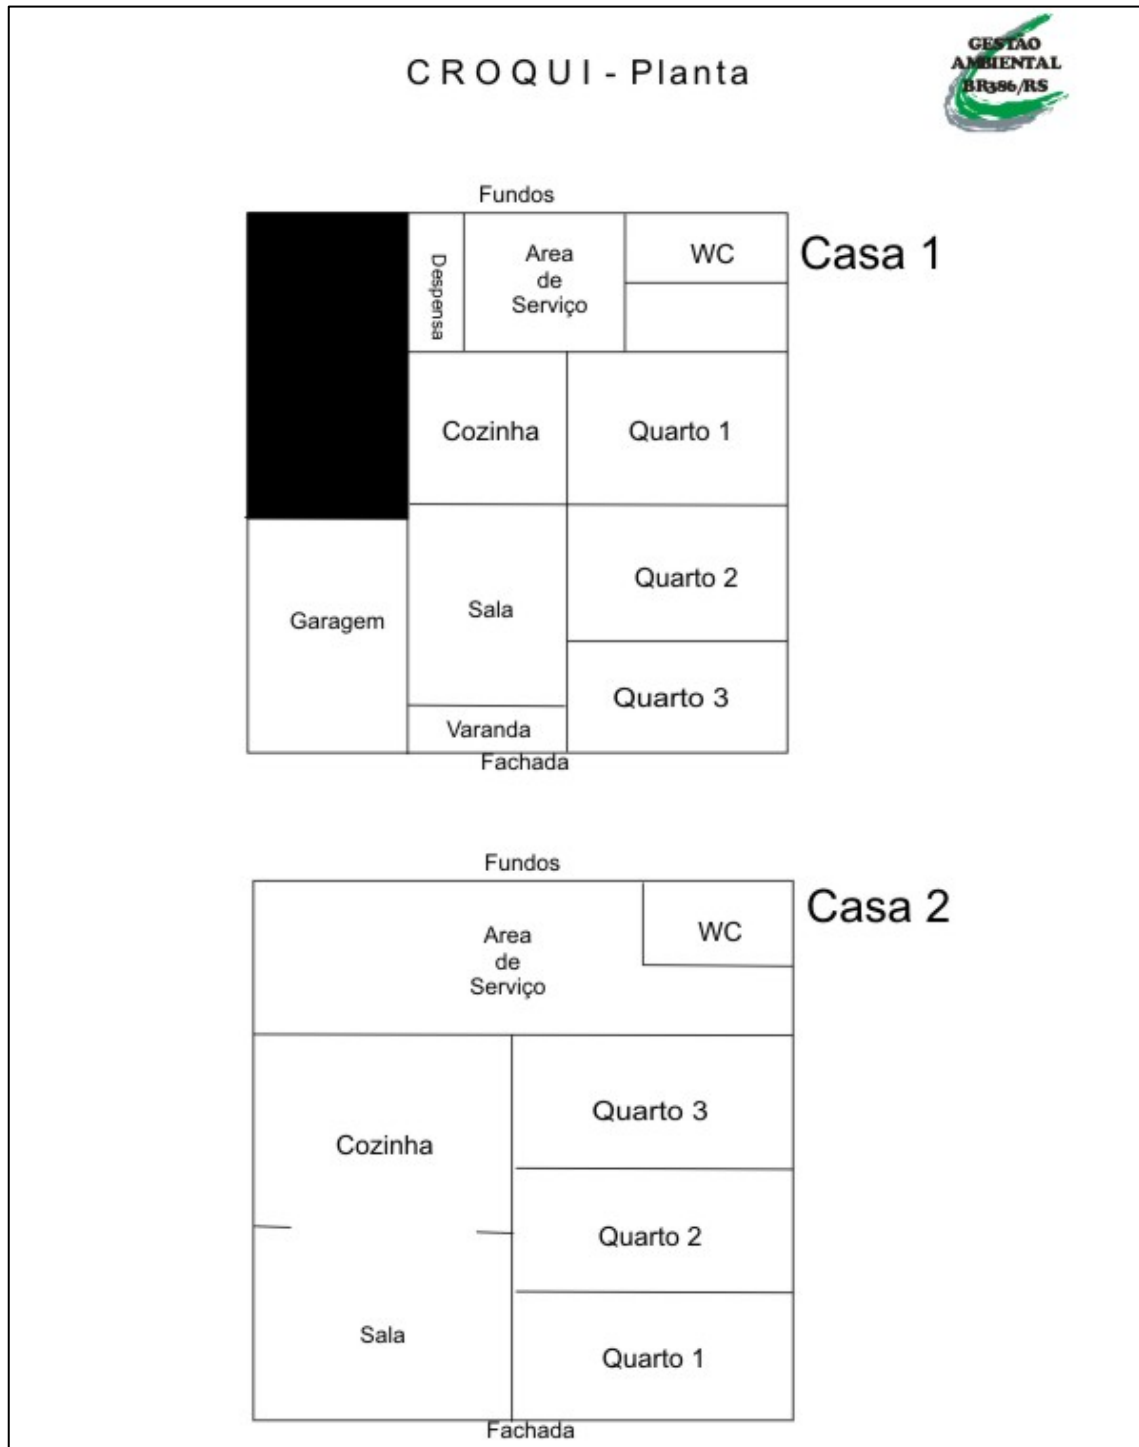 CROQUI - Planta
GESTÃO
AMBIENTAL
BR386/RS
Fundos
Casa 1
Despensa
Area
de
Serviço
WC
Cozinha
Quarto 1
Garagem
Sala
Quarto 2
Quarto 3
Varanda
Fachada
Fundos
Casa 2
Area
de
Serviço
WC
Cozinha
Quarto 3
Quarto 2
Sala
Quarto 1
Fachada